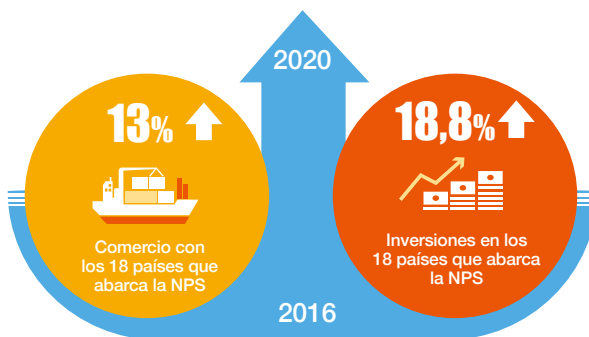 2020
13%
Comercio con
los 18 países que
abarca la NPS
18,8%
Inversiones en los
18 países que abarca
la NPS
2016